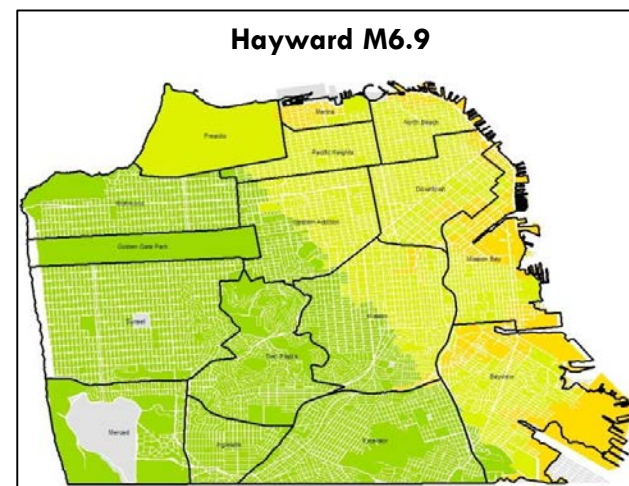 Hayward M6.9
Marina
North Beach
Presidio
Pacific Heights
Downtown
Richmond
Western Addition
Golden Gate Park
Mission Bay
Sunset
Mission
Twin Peaks
Bayview
Merced
Ingleside
Excelsior